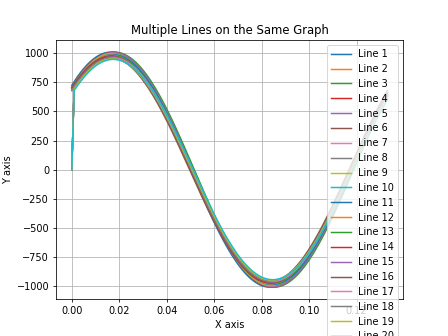 Multiple Lines on the Same Graph
1000
750
500
250
0
−250
−500
−750
−1000
Y axis
0.00
0.02
0.04
0.06
0.08
0.10
X axis
Line 1
Line 2
Line 3
Line 4
Line 5
Line 6
Line 7
Line 8
Line 9
Line 10
Line 11
Line 12
Line 13
Line 14
Line 15
Line 16
Line 17
Line 18
Line 19
Line 20